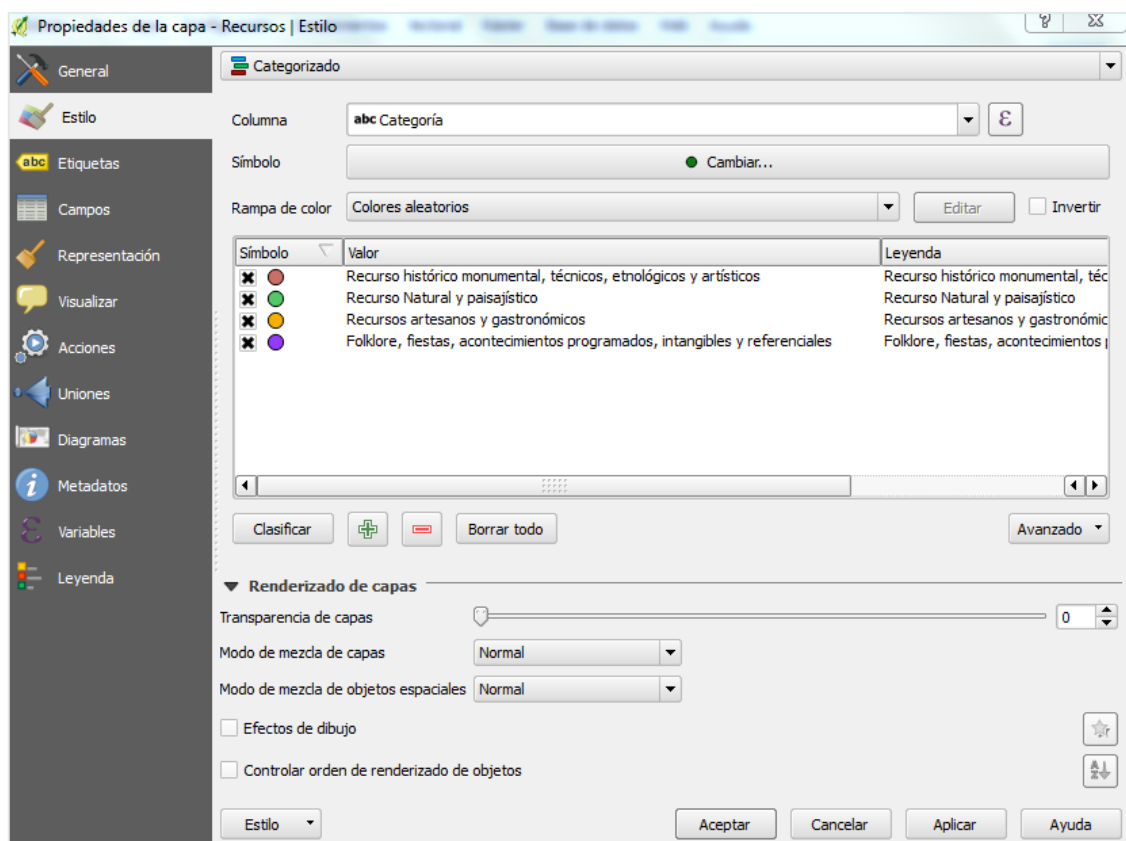 Propiedades de la capa - Recursos | Estilo
General
Estilo
abc Etiquetas
Campos
Representación
Visualizar
Acciones
Uniones
Diagramas
Metadatos
Variables
Leyenda
Categorizado
Columna abc Categoría ε
Símbolo Cambiar...
Rampa de color Colores aleatorios Editar Invertir
Símbolo Valor Leyenda
Recurso histórico monumental, técnicos, etnológicos y artísticos Recurso histórico monumental, téc
Recurso Natural y paisajístico Recurso Natural y paisajístico
Recursos artesanos y gastronómicos Recursos artesanos y gastronómic
Folklore, fiestas, acontecimientos programados, intangibles y referenciales Folklore, fiestas, acontecimientos
Clasificar Borrar todo Avanzado
Renderizado de capas
Transparencia de capas 0
Modo de mezcla de capas Normal
Modo de mezcla de objetos espaciales Normal
Efectos de dibujo
Controlar orden de renderizado de objetos
Estilo Aceptar Cancelar Aplicar Ayuda